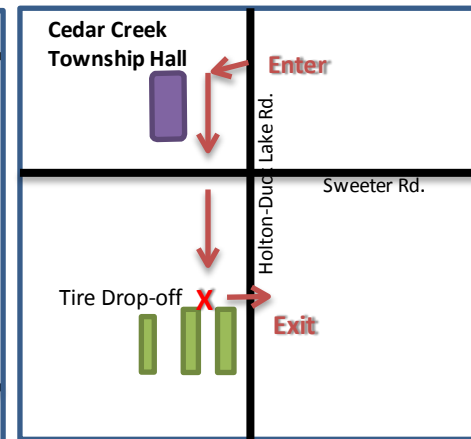 Cedar Creek
Township Hall
Enter
Holton-Duck Lake Rd.
Sweeter Rd.
Tire Drop-off X
Exit